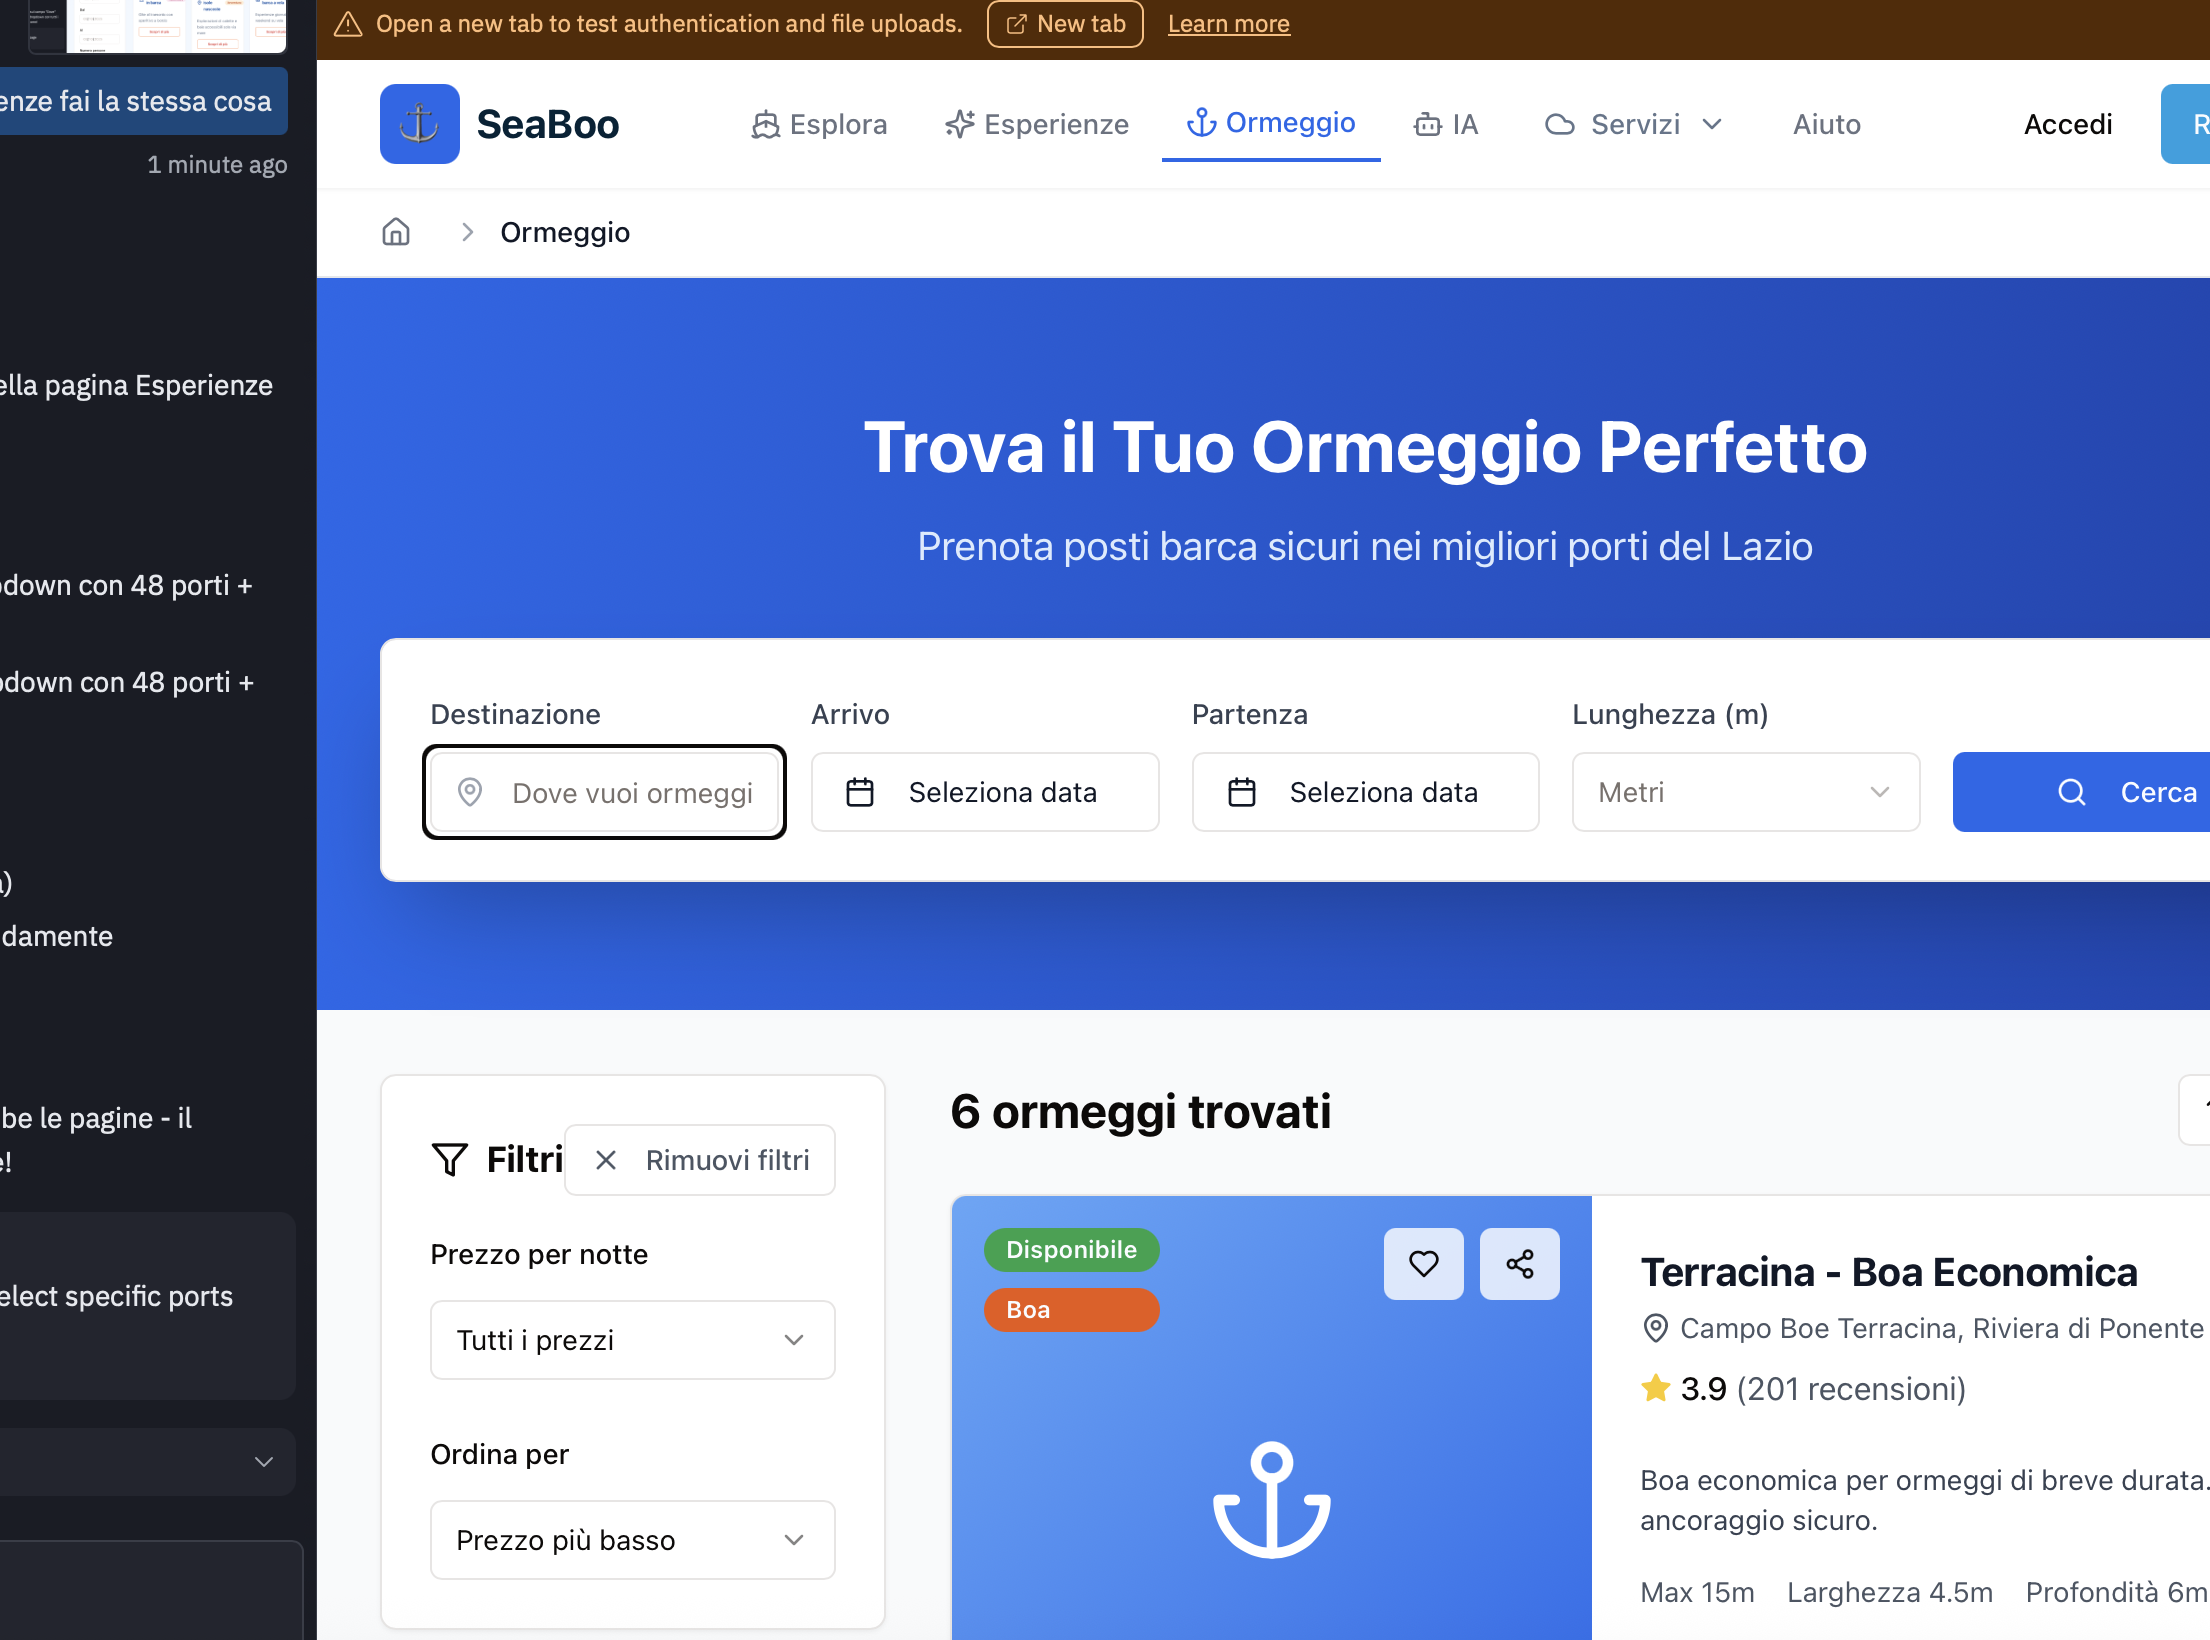 Open a new tab to test authentication and file uploads.
New tab
Learn more
enze fai la stessa cosa
1 minute ago
ella pagina Esperienze
down con 48 porti +
down con 48 porti +
damente
be le pagine - il
e!
elect specific ports
SeaBoo
Esplora
Esperienze
Ormeggio
IA
Servizi
Aiuto
Accedi
R
Ormeggio
Trova il Tuo Ormeggio Perfetto
Prenota posti barca sicuri nei migliori porti del Lazio
Destinazione
Arrivo
Partenza
Lunghezza (m)
Dove vuoi ormeggi
Seleziona data
Seleziona data
Metri
Cerca
Filtri
Rimuovi filtri
Prezzo per notte
Tutti i prezzi
Ordina per
Prezzo più basso
6 ormeggi trovati
Disponibile
Boa
Terracina - Boa Economica
Campo Boe Terracina, Riviera di Ponente
3.9 (201 recensioni)
Boa economica per ormeggi di breve durata.
ancoraggio sicuro.
Max 15m
Larghezza 4.5m
Profondità 6m